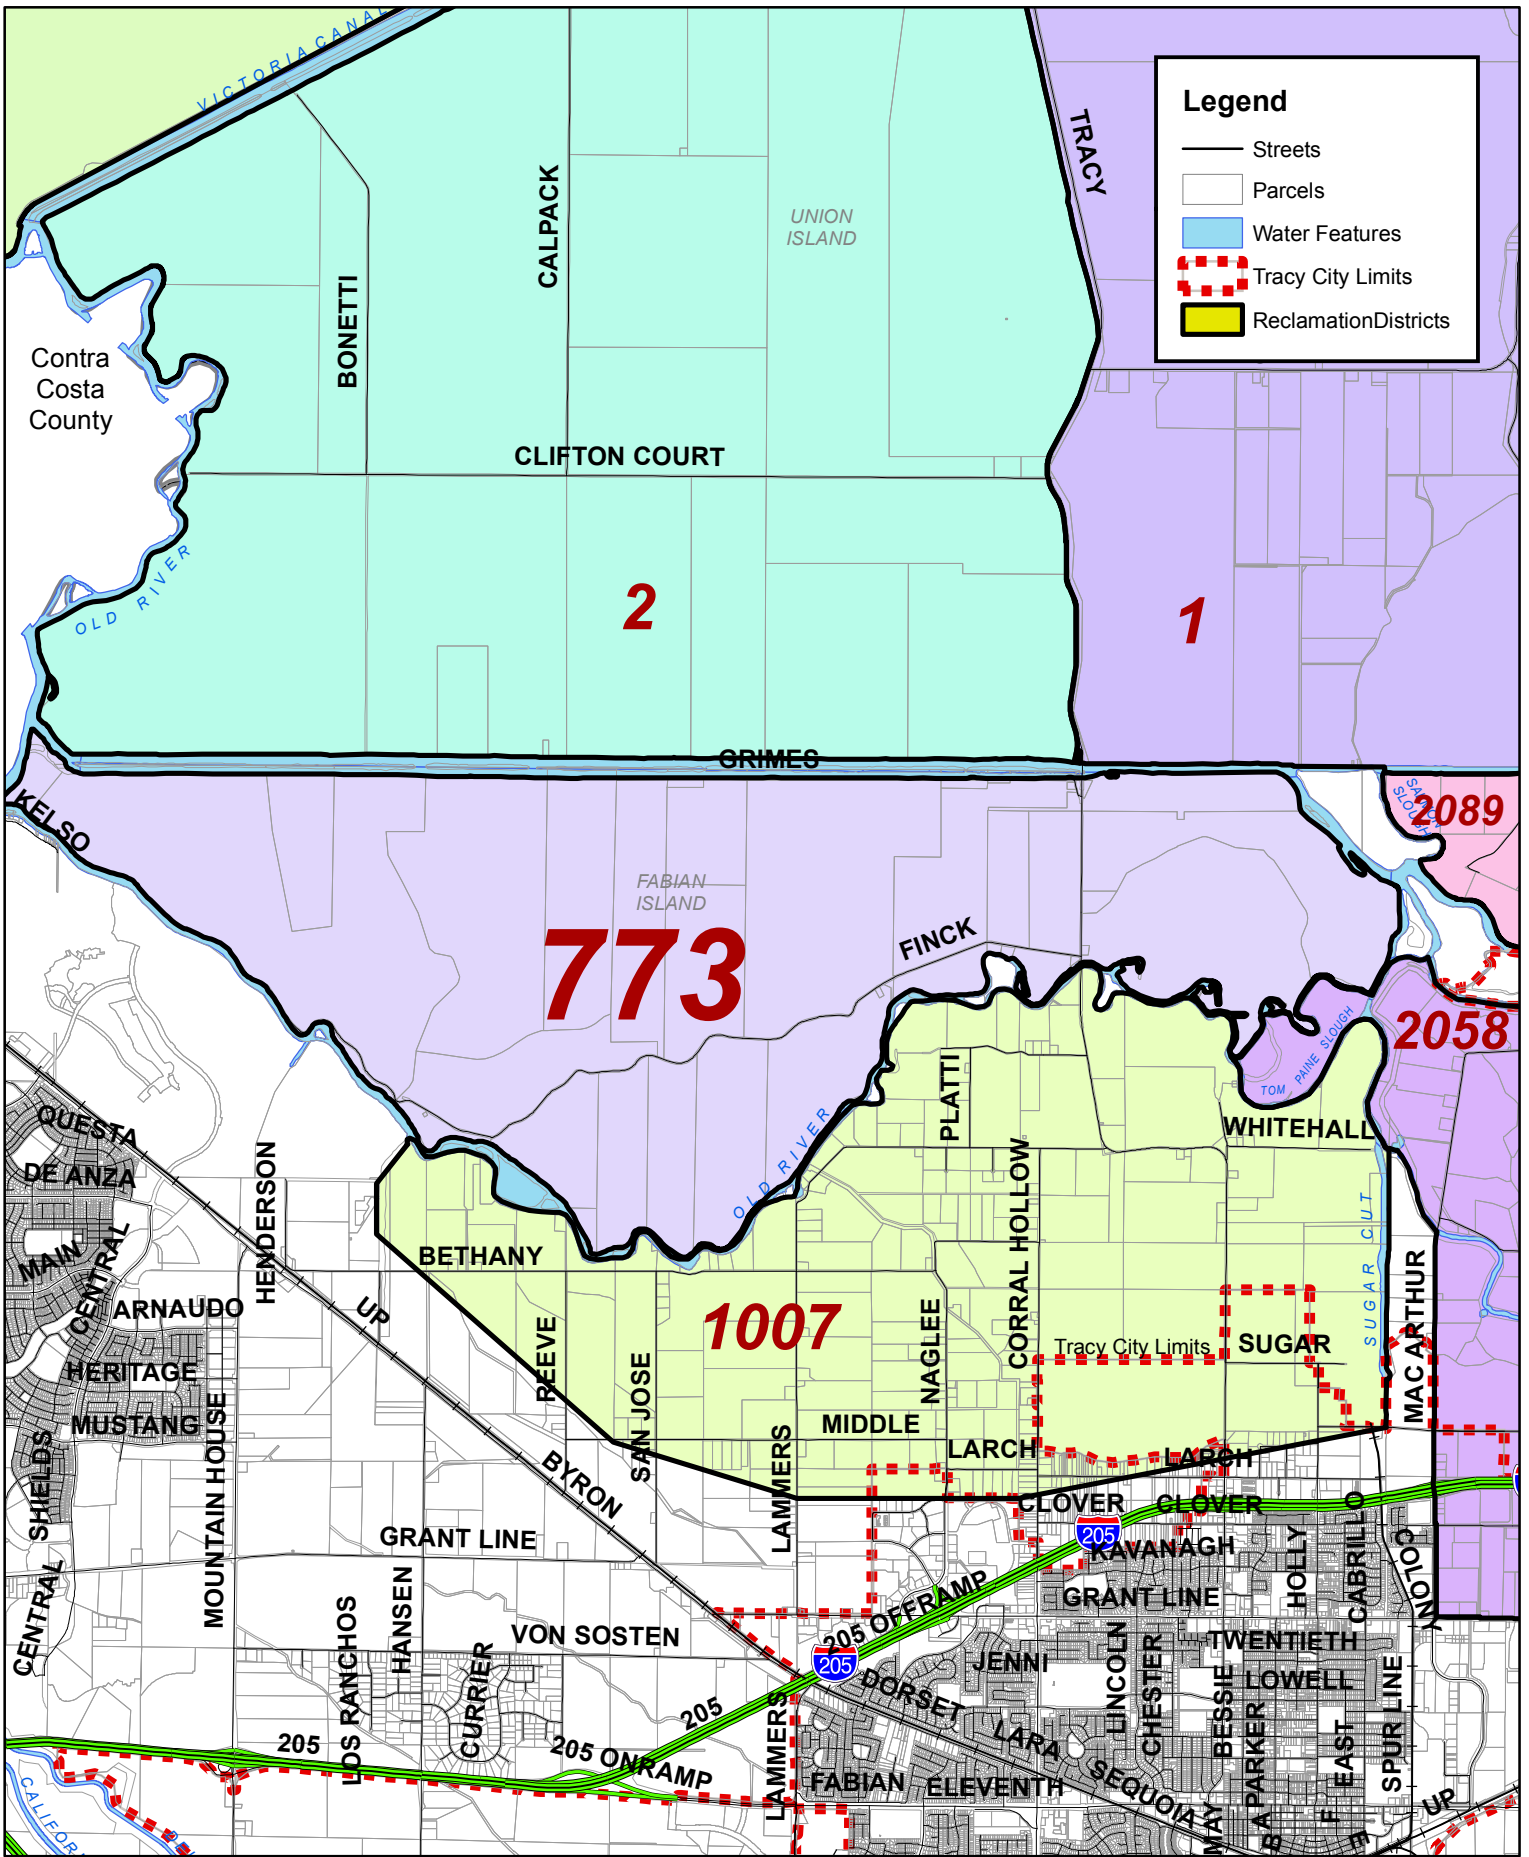 VICTORIA CANAL
TRACY
Legend
Streets
Parcels
Water Features
Tracy City Limits
ReclamationDistricts
CALPACK
UNION
ISLAND
BONETTI
Contra
Costa
County
CLIFTON COURT
OLD RIVER
2
1
GRIMES
KELSO
SALMON
SLOUGH
2089
FABIAN
ISLAND
773
FINCK
2058
TOM PAINE SLOUGH
PLATTI
WHITEHALL
QUESTA
DE ANZA
HENDERSON
OLD RIVER
CORRAL HOLLOW
SUGAR CUT
MAIN
CENTRAL
BETHANY
MAC ARTHUR
ARNAUDO
UP
1007
NAGLEE
Tracy City Limits
SUGAR
HERITAGE
REEVE
SAN JOSE
MUSTANG
MOUNTAIN HOUSE
MIDDLE
LARCH
LARCH
SHIELDS
BYRON
LAMMERS
CLOVER
CLOVER
205
KAVANAGH
GRANT LINE
HOLLY
CABRILLO
COLONY
CENTRAL
HANSEN
205 OFFRAMP
GRANT LINE
LOS RANCHOS
VON SOSTEN
205
JENNI
LINCOLN
CHESTER
TWENTIETH
LOWELL
BESSIE
CURRIER
DORSET
SPUR LINE
205
205
205 ONRAMP
LAMMERS
LARA
PARKER
EAST
FABIAN
ELEVENTH
SEQUOIA
MAY
B
A
F
E
UP